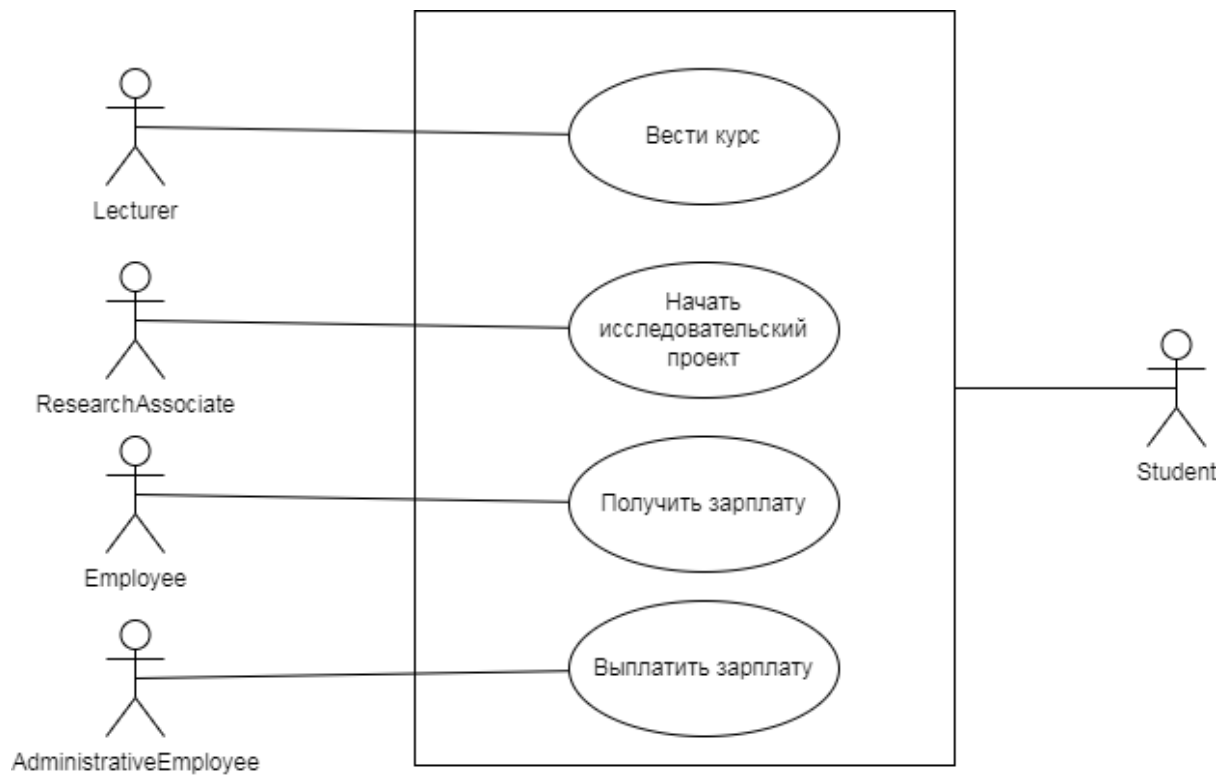 Вести курс
Lecturer
Начать
исследовательский
проект
ResearchAssociate
Student
Получить зарплату
Employee
Выплатить зарплату
AdministrativeEmployee